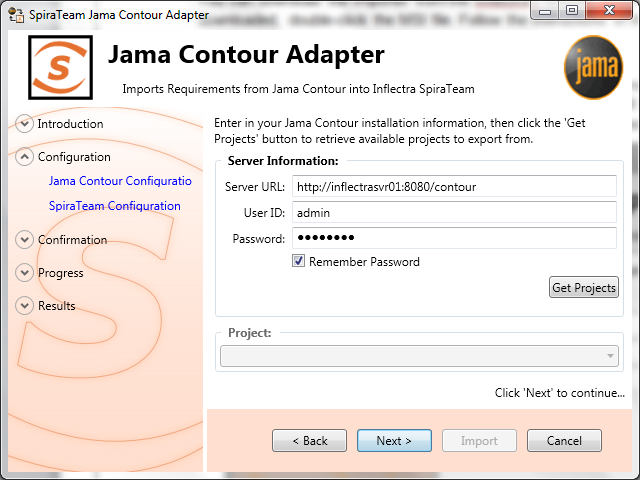 SpiraTeam Jama Contour Adapter
Jama Contour Adapter
jama
Imports Requirements from Jama Contour into Inflectra SpiraTeam
Introduction
Configuration
Jama Contour Configuratio
SpiraTeam Configuration
Confirmation
Progress
Results
Enter in your Jama Contour installation information, then click the 'Get
Projects' button to retrieve available projects to export from.
Server Information:
Server URL: http://inflectrasvr01:8080/contour
User ID: admin
Password: ●●●●●●●●
Remember Password
Get Projects
Project:
Click 'Next' to continue...
< Back Next > Import Cancel